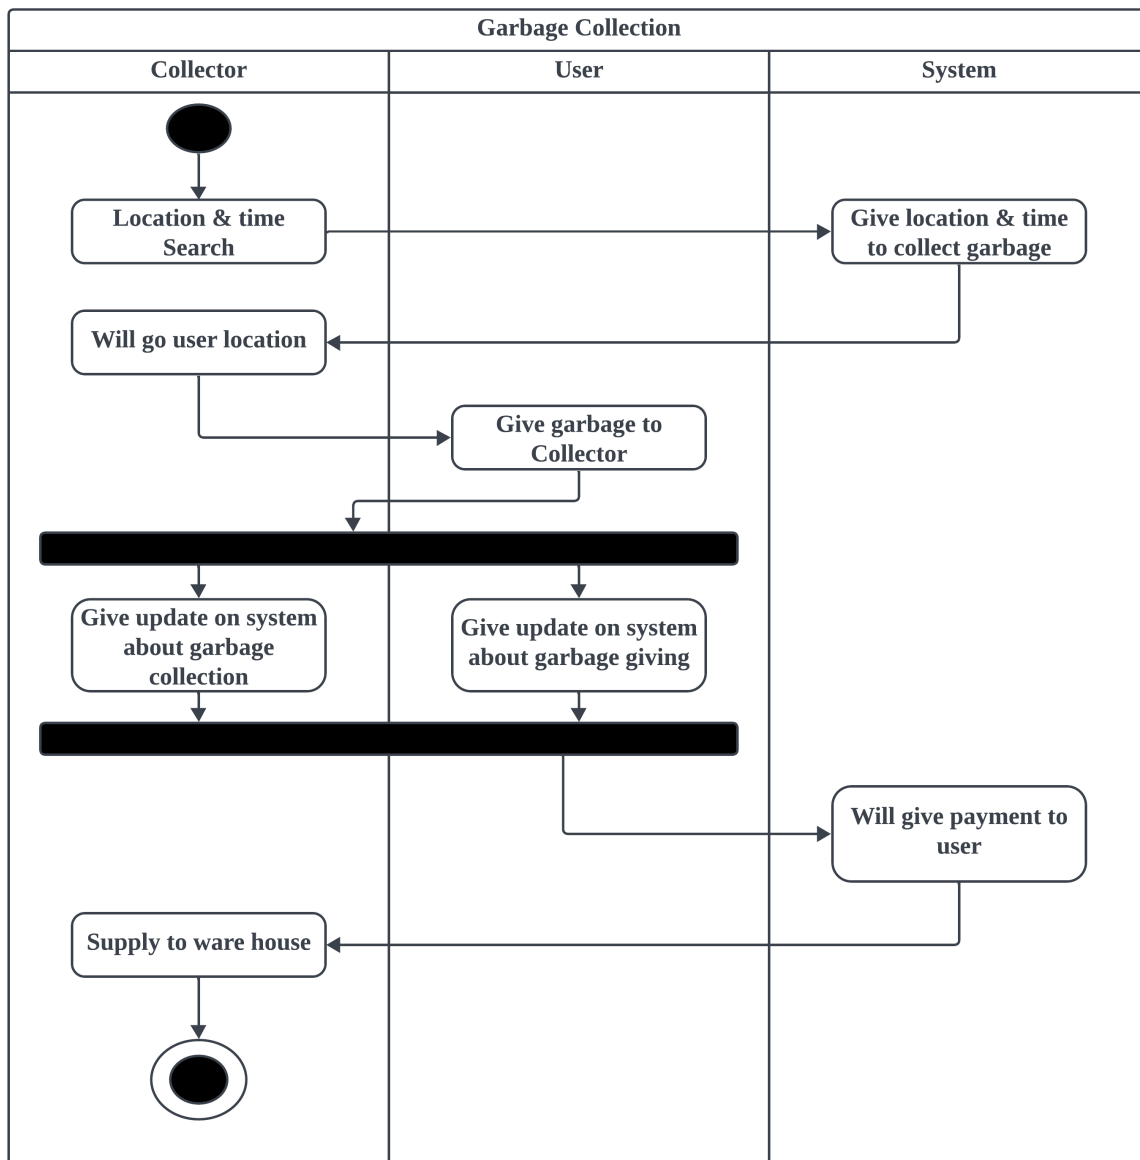 Garbage Collection
Collector
User
System
Location & time
Search
Give location & time
to collect garbage
Will go user location
Give garbage to
Collector
Give update on system
about garbage
collection
Give update on system
about garbage giving
Will give payment to
user
Supply to ware house